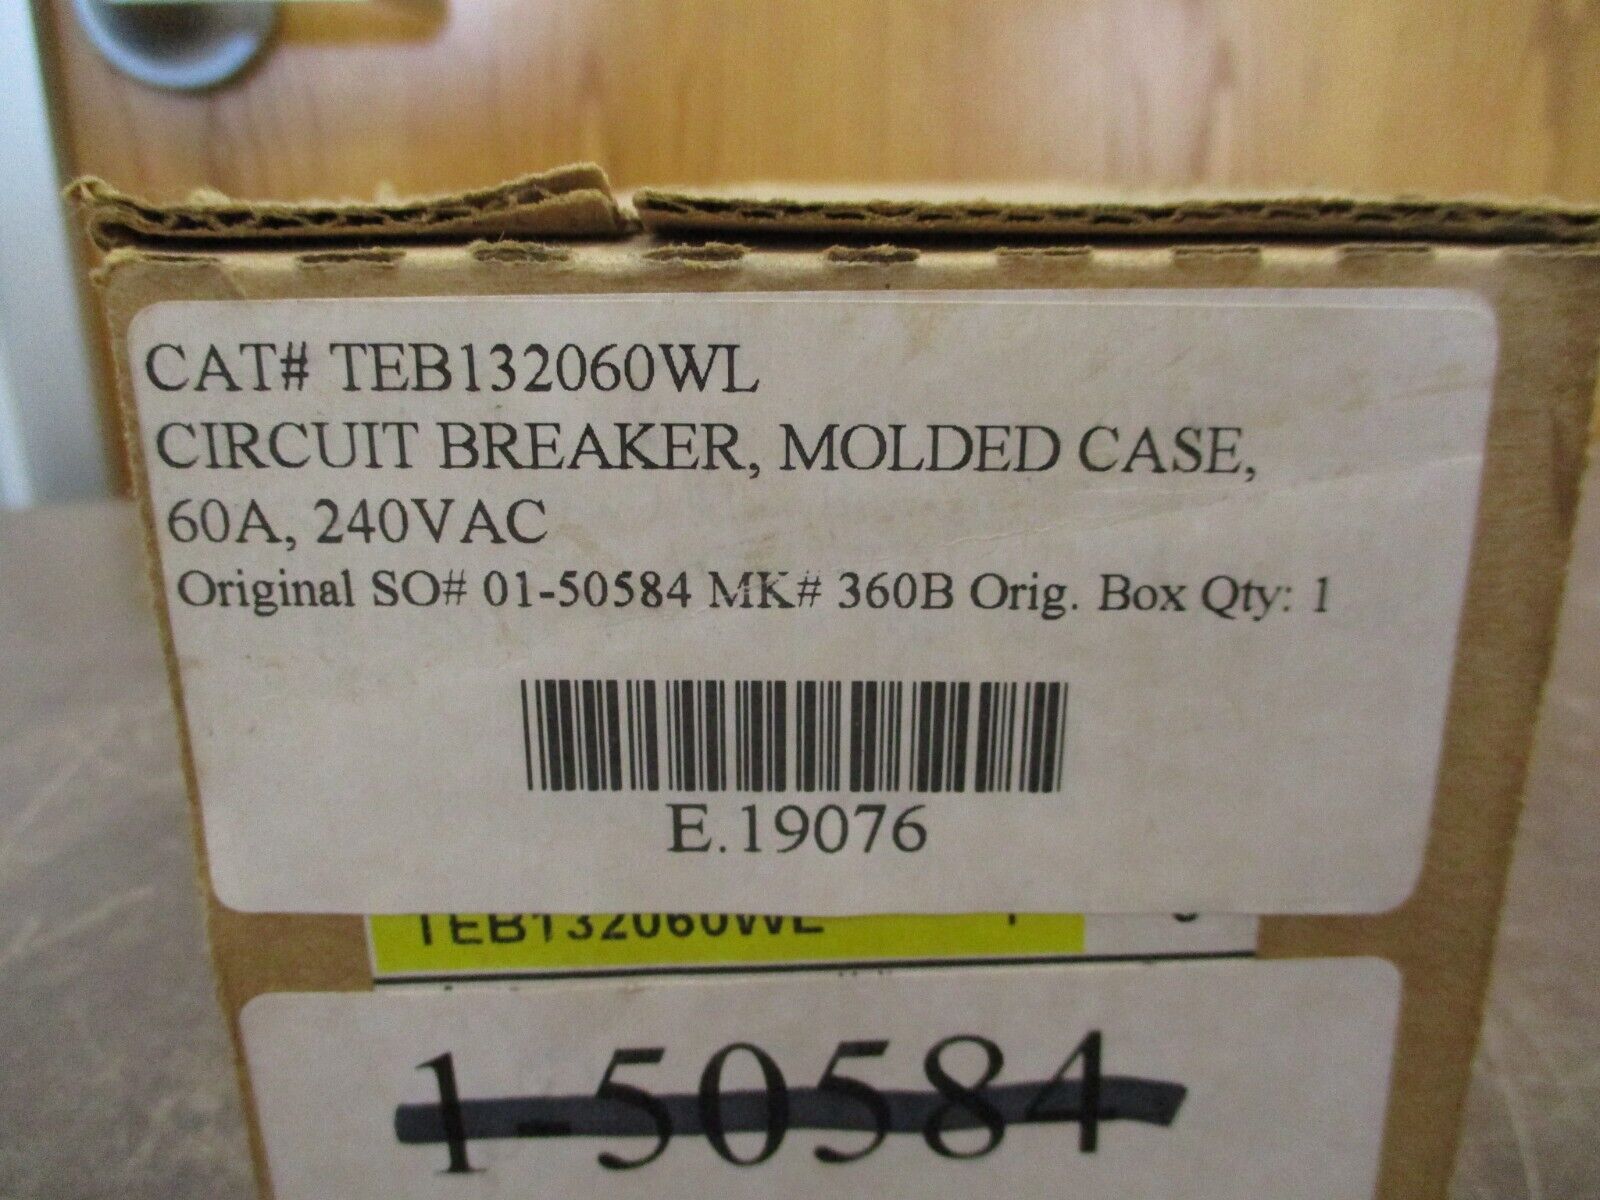 CAT# TEB132060WL
CIRCUIT BREAKER, MOLDED CASE,
60A, 240VAC
Original SO# 01-50584 MK# 360B Orig. Box Qty: 1
E.19076
TEB132060WL
1-50584